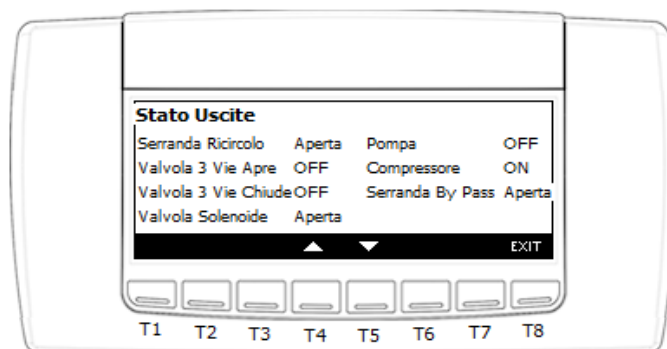 Stato Uscite
Serranda Ricircolo Aperta Pompa OFF
Valvola 3 Vie Apre OFF Compressore ON
Valvola 3 Vie Chiude OFF Serranda By Pass Aperta
Valvola Solenoide Aperta
EXIT
T1 T2 T3 T4 T5 T6 T7 T8